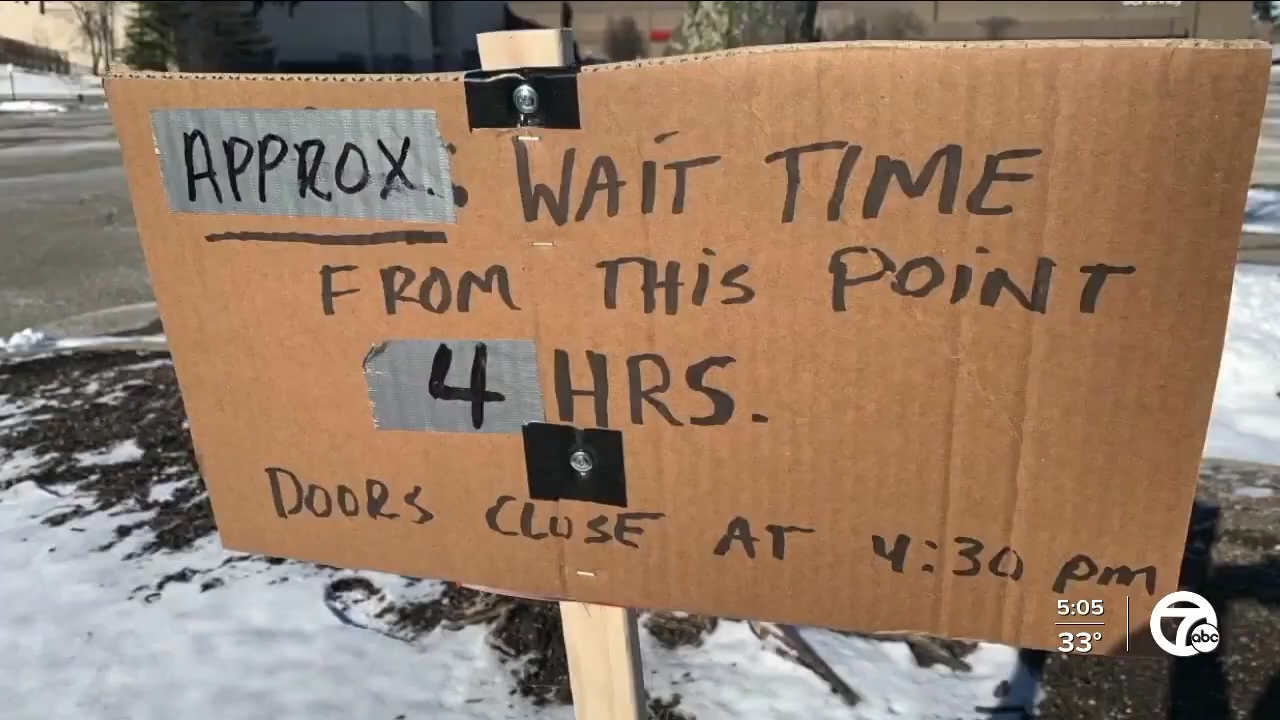 APPROX.: WAIT TIME
FROM THIS POINT
4 HRS.
DOORS CLOSE AT 4:30 pm
5:05
33°
7 abc